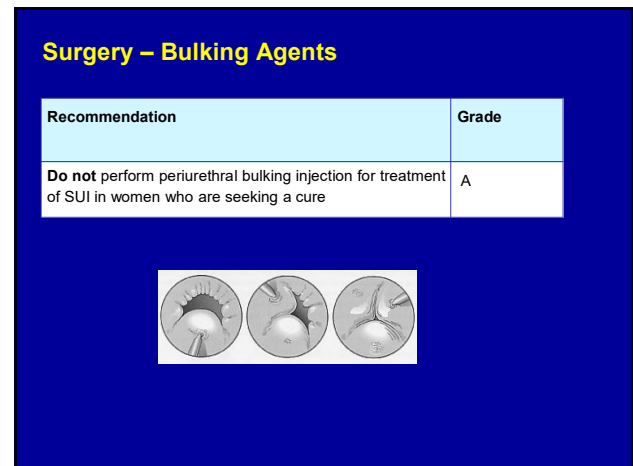 Surgery – Bulking Agents
Recommendation
Grade
Do not perform periurethral bulking injection for treatment
of SUI in women who are seeking a cure
A